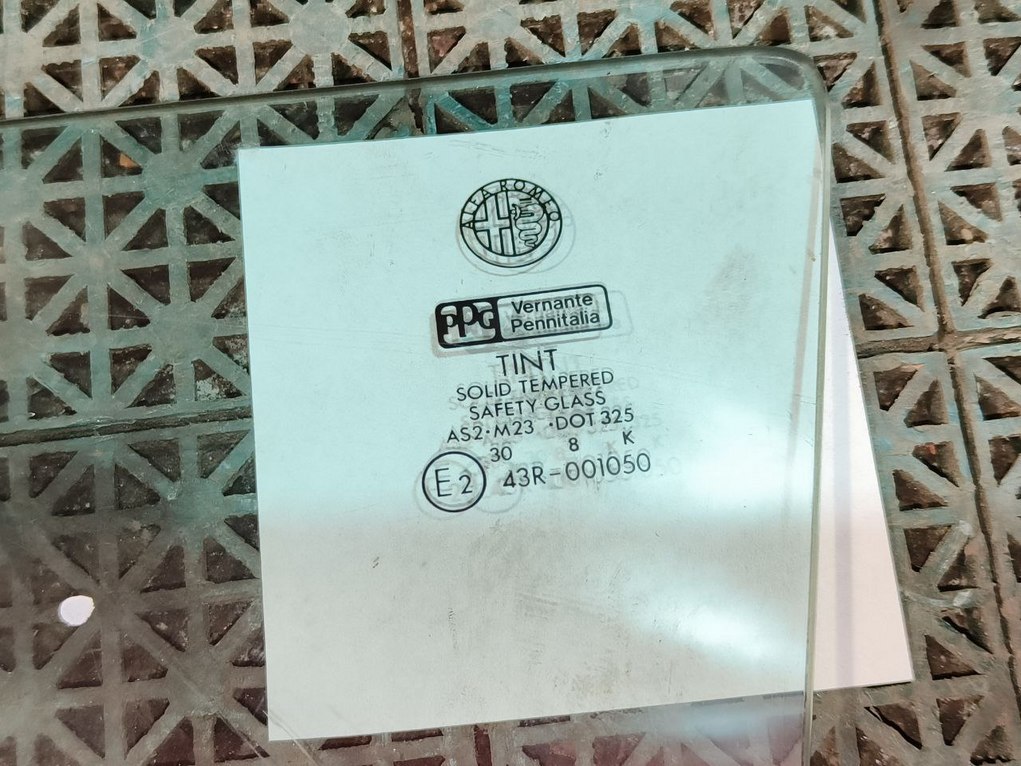 ALFA ROMEO
PPG Vernante
Pennitalia
TINT
SOLID TEMPERED
SAFETY GLASS
AS2·M23 ·DOT 325
30 8 K
E2 43R-001050